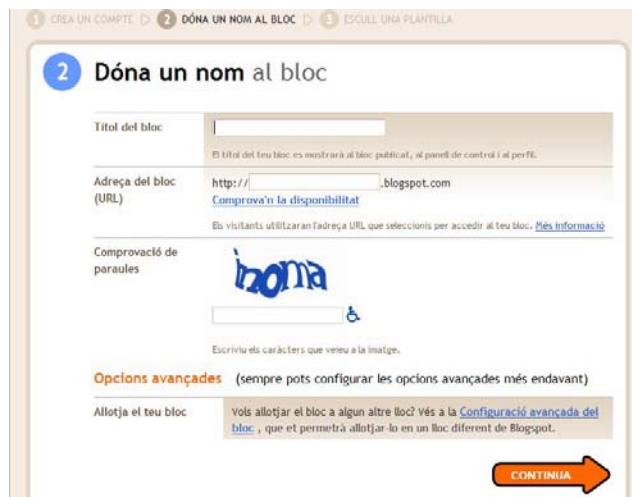 1 CREA UN COMPTE 2 DÓNA UN NOM AL BLOC 3 ESCULL UNA PLANTILLA
2 Dóna un nom al bloc
Títol del bloc
El títol del teu bloc es mostrarà al bloc publicat, al panell de control i al perfil.
Adreça del bloc
(URL)
http:// .blogspot.com
Comprova'n la disponibilitat
Els visitants utilitzaran l'adreça URL que seleccionis per accedir al teu bloc. Més informació
Comprovació de
paraules
inoma
Escriviu els caràcters que veieu a la imatge.
Opcions avançades (sempre pots configurar les opcions avançades més endavant)
Allotja el teu bloc
Vols allotjar el bloc a algun altre lloc? Vés a la Configuració avançada del
bloc , que et permetrà allotjar-lo en un lloc diferent de Blogspot.
CONTINUA